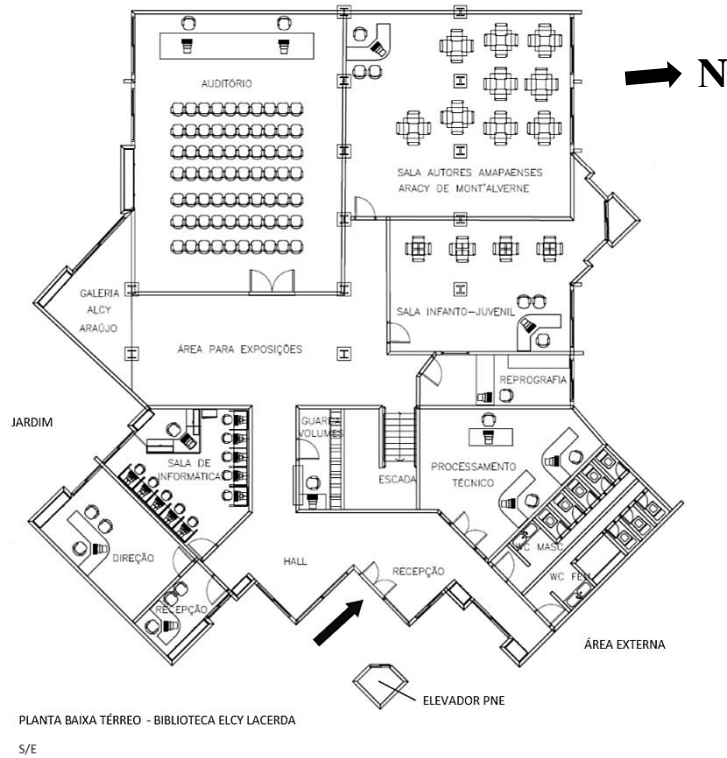 N
AUDITÓRIO
SALA AUTORES AMAPAENSES
ARACY DE MONT'ALVERNE
GALERIA
ALCY
ARAÚJO
SALA INFANTO-JUVENIL
ÁREA PARA EXPOSIÇÕES
REPROGRAFIA
JARDIM
GUARDA
VOLUMES
SALA DE
INFORMÁTICA
ESCADA
PROCESSAMENTO
TÉCNICO
DIREÇÃO
HALL
RECEPÇÃO
WC MASC.
WC FEM
RECEPÇÃO
ÁREA EXTERNA
ELEVADOR PNE
PLANTA BAIXA TÉRREO - BIBLIOTECA ELCY LACERDA
S/E